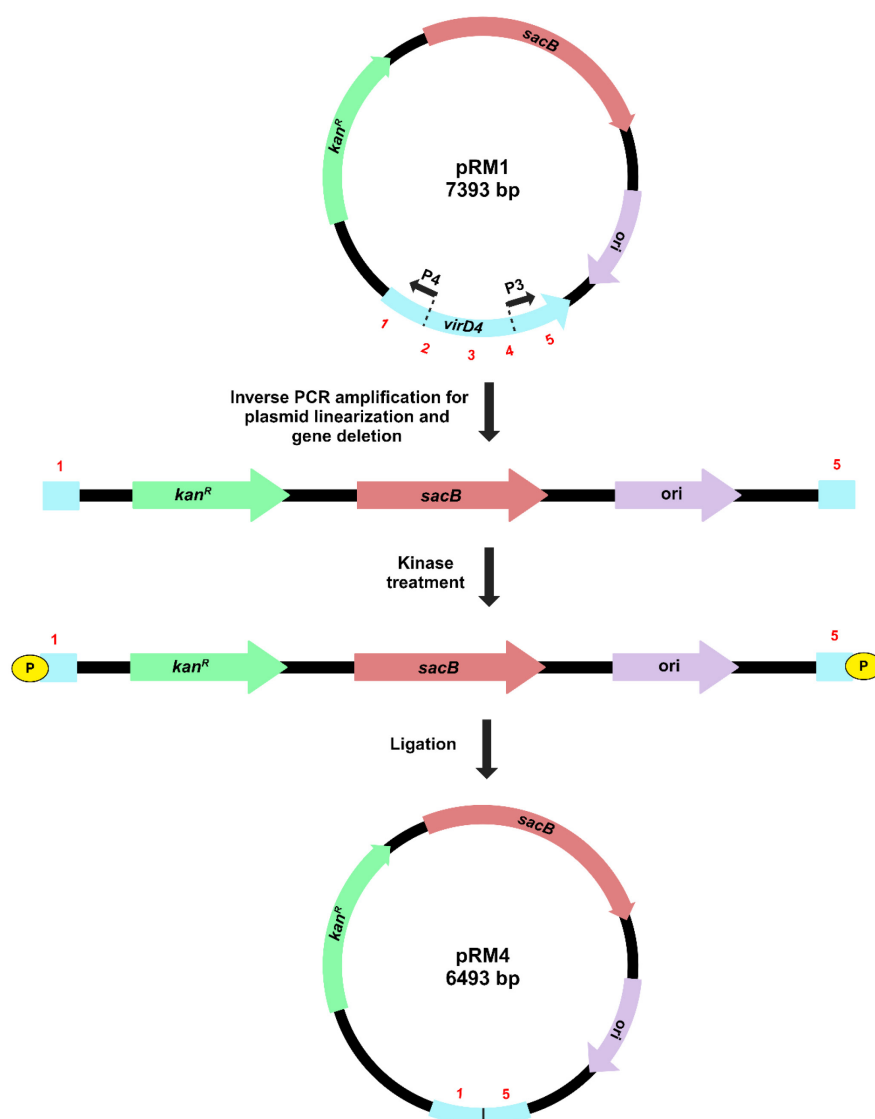 sacB
kanᴿ
pRM1
7393 bp
ori
P4
P3
virD4
1
2
3
4
5
Inverse PCR amplification for
plasmid linearization and
gene deletion
1
5
kanᴿ
sacB
ori
Kinase
treatment
1
5
P
kanᴿ
sacB
ori
P
Ligation
sacB
kanᴿ
pRM4
6493 bp
ori
1
5